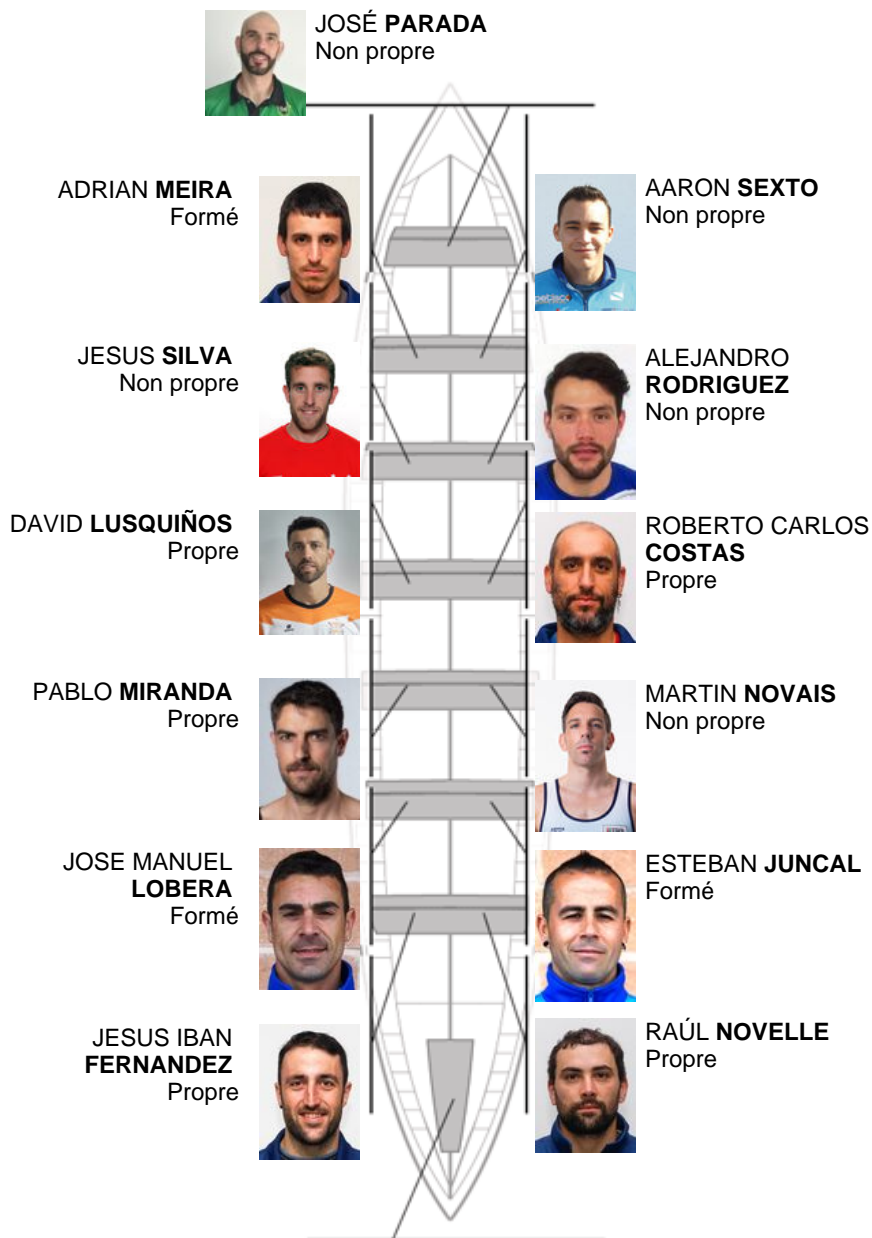 JOSÉ PARADA
Non propre
ADRIAN MEIRA
Formé
AARON SEXTO
Non propre
JESUS SILVA
Non propre
ALEJANDRO
RODRIGUEZ
Non propre
DAVID LUSQUIÑOS
Propre
ROBERTO CARLOS
COSTAS
Propre
PABLO MIRANDA
Propre
MARTIN NOVAIS
Non propre
JOSE MANUEL
LOBERA
Formé
ESTEBAN JUNCAL
Formé
JESUS IBAN
FERNANDEZ
Propre
RAÚL NOVELLE
Propre